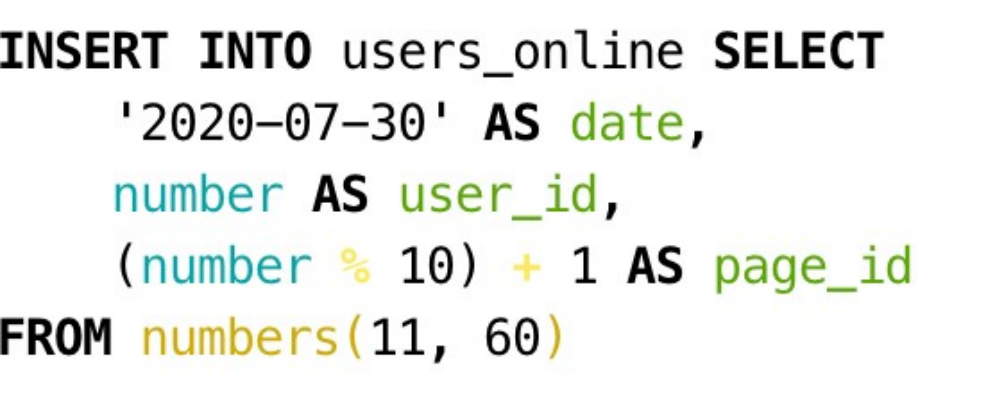 INSERT INTO users_online SELECT
'2020-07-30' AS date,
number AS user_id,
(number % 10) + 1 AS page_id
FROM numbers(11, 60)